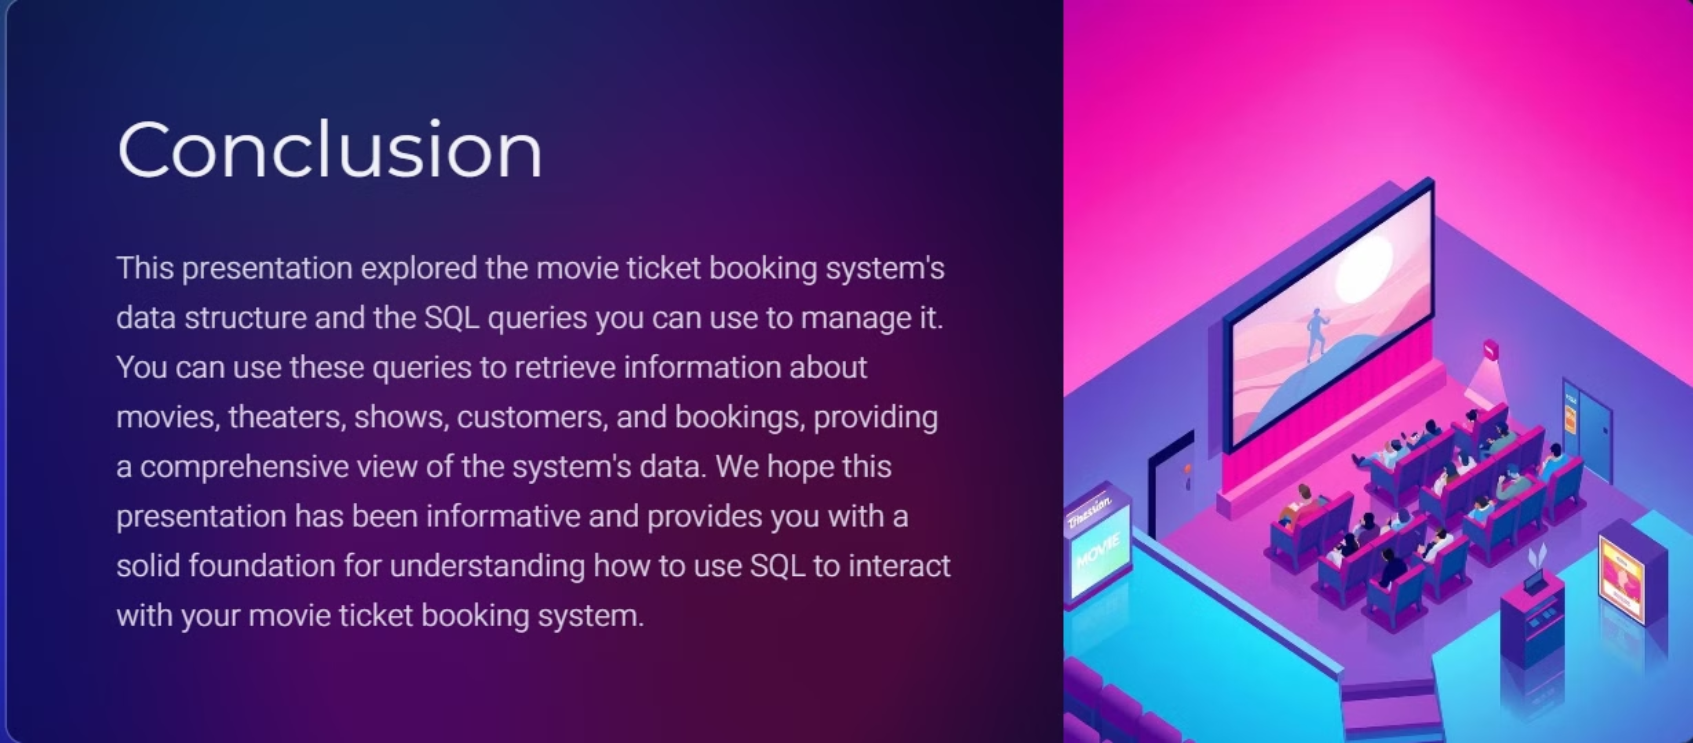 Conclusion
This presentation explored the movie ticket booking system's
data structure and the SQL queries you can use to manage it.
You can use these queries to retrieve information about
movies, theaters, shows, customers, and bookings, providing
a comprehensive view of the system's data. We hope this
presentation has been informative and provides you with a
solid foundation for understanding how to use SQL to interact
with your movie ticket booking system.
MOVIE